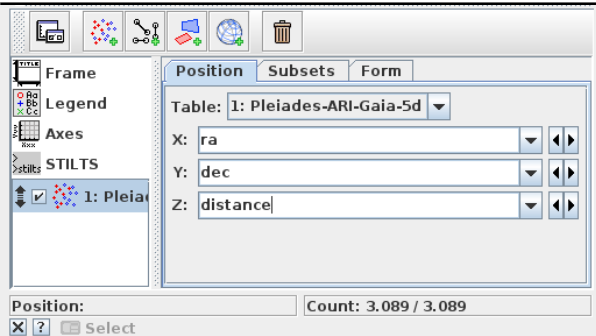 Position Subsets Form
TITLE
Frame
Legend
Axes
STILTS
1: Pleia
Table: 1: Pleiades-ARI-Gaia-5d
X: ra
Y: dec
Z: distance
Position: Count: 3.089 / 3.089
X ? Select